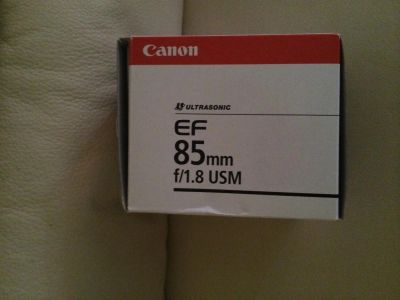 Canon
ULTRASONIC
EF
85mm
f/1.8 USM